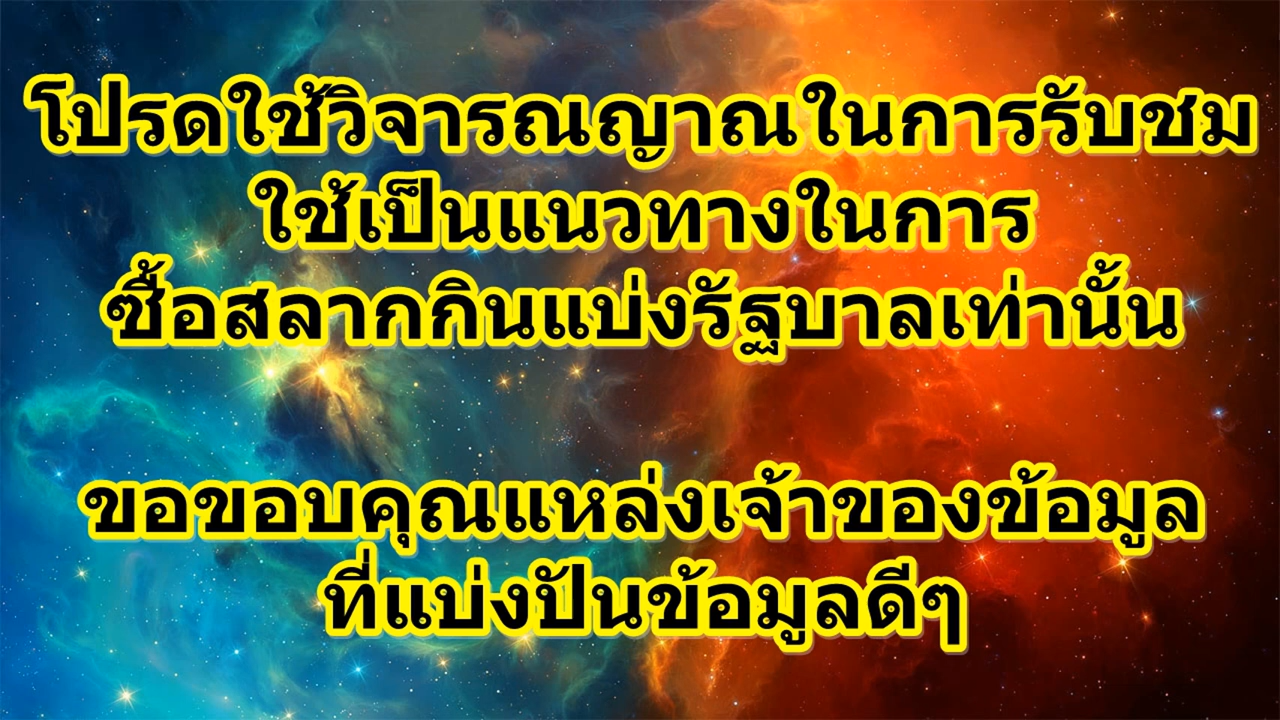 โปรดใช้วิจารณญาณในการรับชม
ใช้เป็นแนวทางในการ
ซื้อสลากกินแบ่งรัฐบาลเท่านั้น
ขอขอบคุณแหล่งเจ้าของข้อมูล
ที่แบ่งปันข้อมูลดีๆ